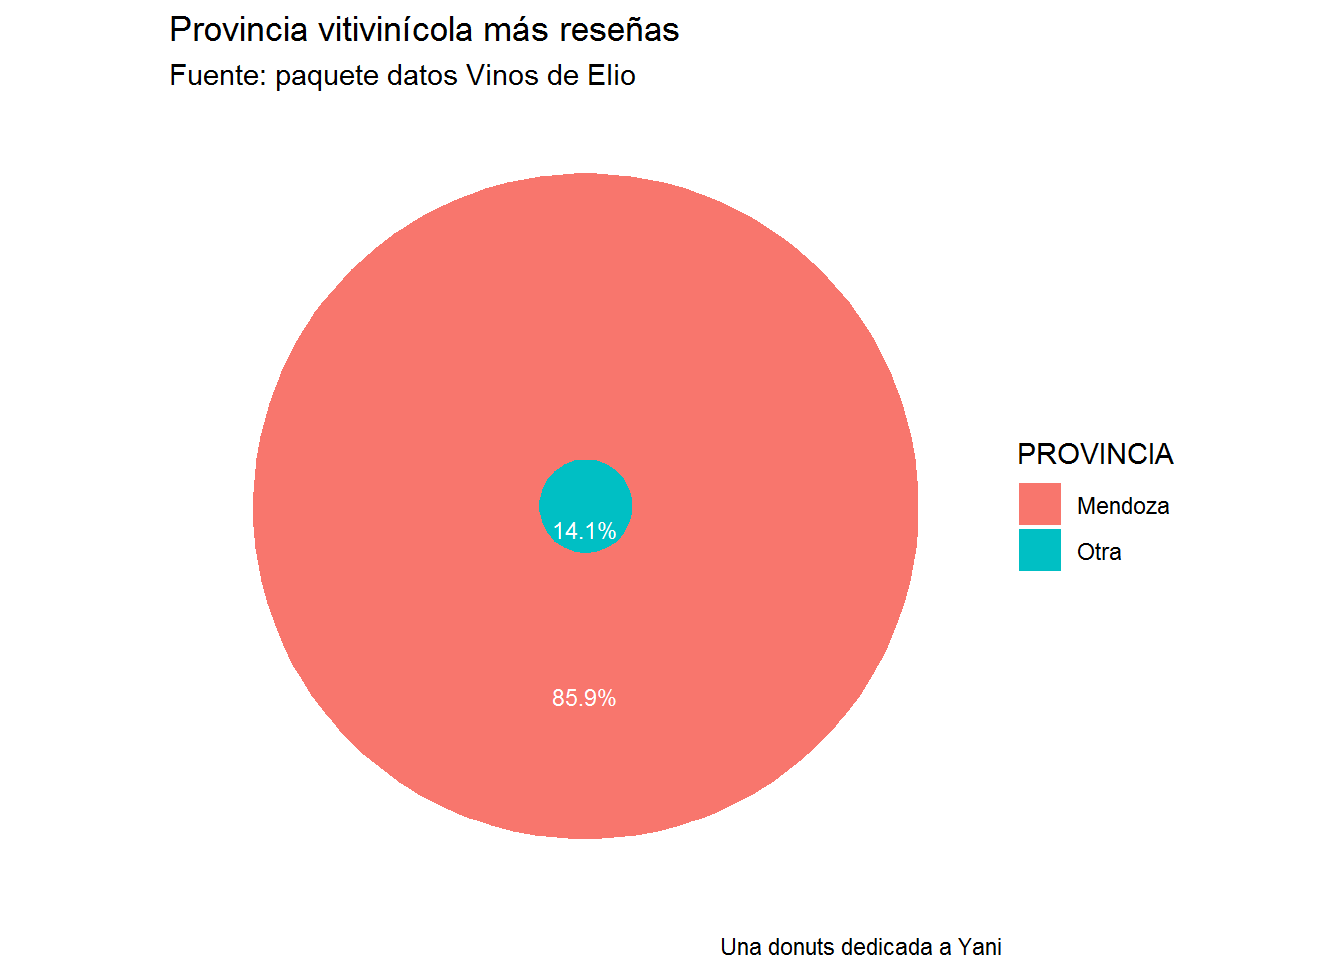 Provincia vitivinícola más reseñas
Fuente: paquete datos Vinos de Elio
14.1%
85.9%
PROVINCIA
Mendoza
Otra
Una donuts dedicada a Yani